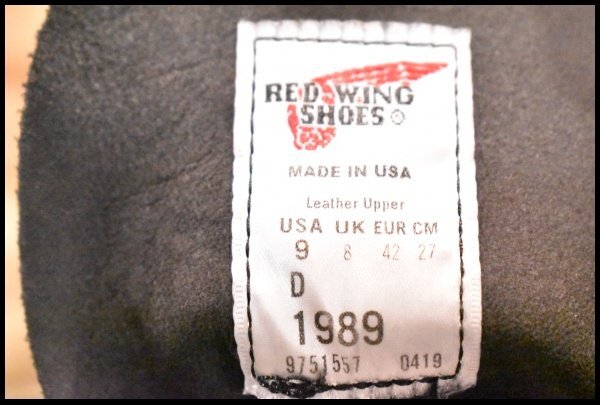 RED WING
SHOES®
MADE IN USA
Leather Upper
USA UK EUR CM
9 8 42 27
D
1989
9751557 0419